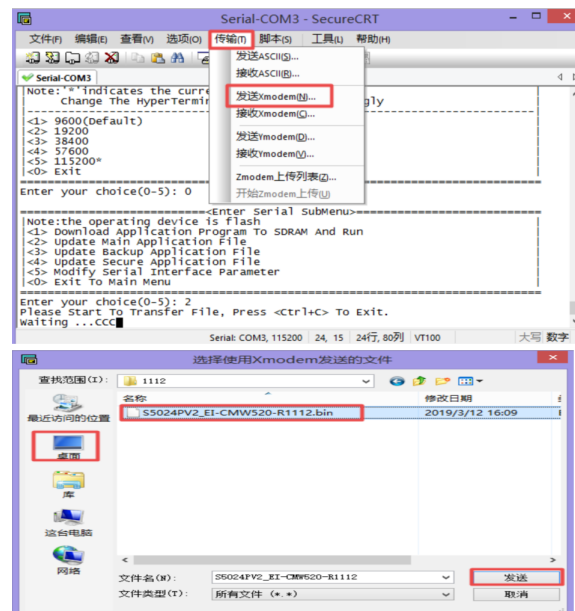 Serial-COM3 - SecureCRT
文件(F) 编辑(E) 查看(V) 选项(O) 传输(T) 脚本(S) 工具(L) 帮助(H)
发送ASCII(S)...
接收ASCII(R)...
发送Xmodem(N)...
接收Xmodem(C)...
发送Ymodem(D)...
接收Ymodem(V)...
Zmodem上传列表(Z)...
开始Zmodem上传(U)
Serial-COM3
|Note:'*'indicates the curre
| Change The HyperTermin gly
|<1> 9600(Default)
|<2> 19200
|<3> 38400
|<4> 57600
|<5> 115200*
|<0> Exit
Enter your choice(0-5): 0
<Enter Serial SubMenu>
|Note:the operating device is flash
|<1> Download Application Program To SDRAM And Run
|<2> Update Main Application File
|<3> Update Backup Application File
|<4> Update Secure Application File
|<5> Modify Serial Interface Parameter
|<0> Exit To Main Menu
Enter your choice(0-5): 2
Please Start To Transfer File, Press <Ctrl+C> To Exit.
Waiting ...CCC
Serial: COM3, 115200 24, 15 24行, 80列 VT100 大写 数字
选择使用Xmodem发送的文件
查找范围(I): 1112
名称 修改日期
S5024PV2_EI-CMW520-R1112.bin 2019/3/12 16:09
最近访问的位置
桌面
库
这台电脑
网络
文件名(N): S5024PV2_EI-CMW520-R1112 发送
文件类型(T): 所有文件 (*.*) 取消